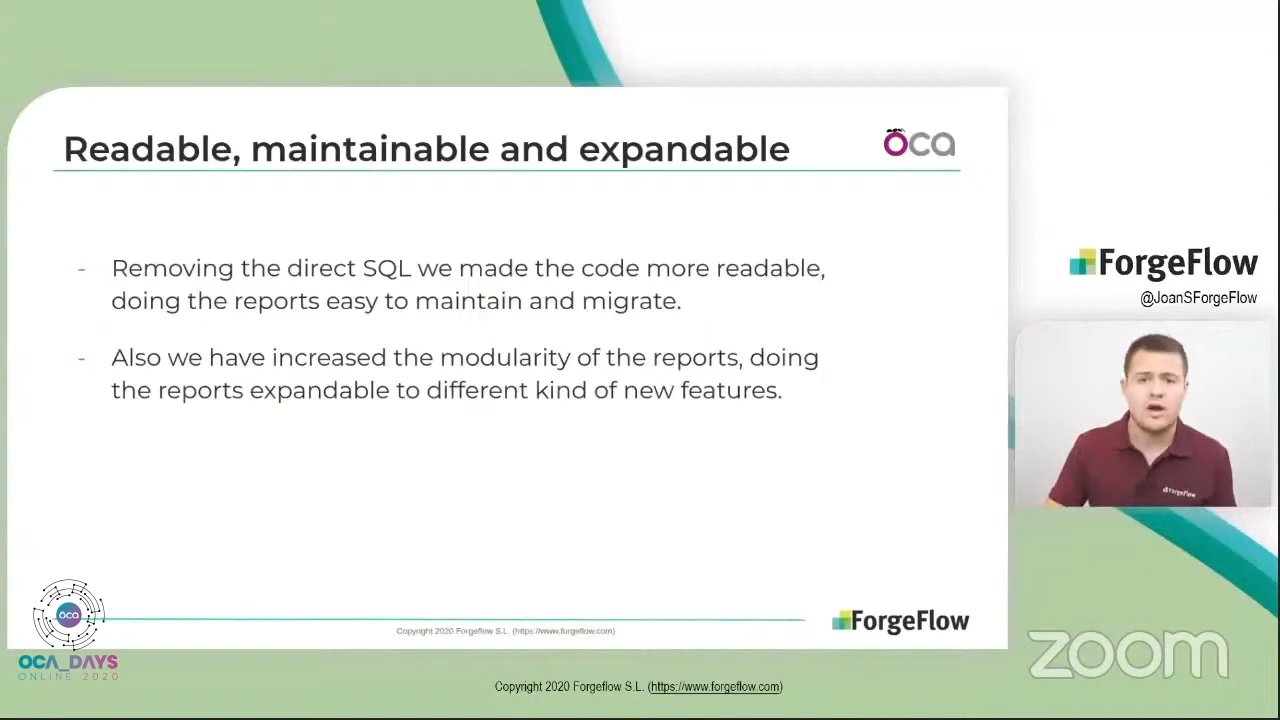 Readable, maintainable and expandable
oca
- Removing the direct SQL we made the code more readable,
doing the reports easy to maintain and migrate.
- Also we have increased the modularity of the reports, doing
the reports expandable to different kind of new features.
ForgeFlow
@JoanSForgeFlow
ForgeFlow
oca
OCA_DAYS
ONLINE 2020
Copyright 2020 Forgeflow S.L. (https://www.forgeflow.com)
ForgeFlow
zoom
Copyright 2020 Forgeflow S.L. (https://www.forgeflow.com)